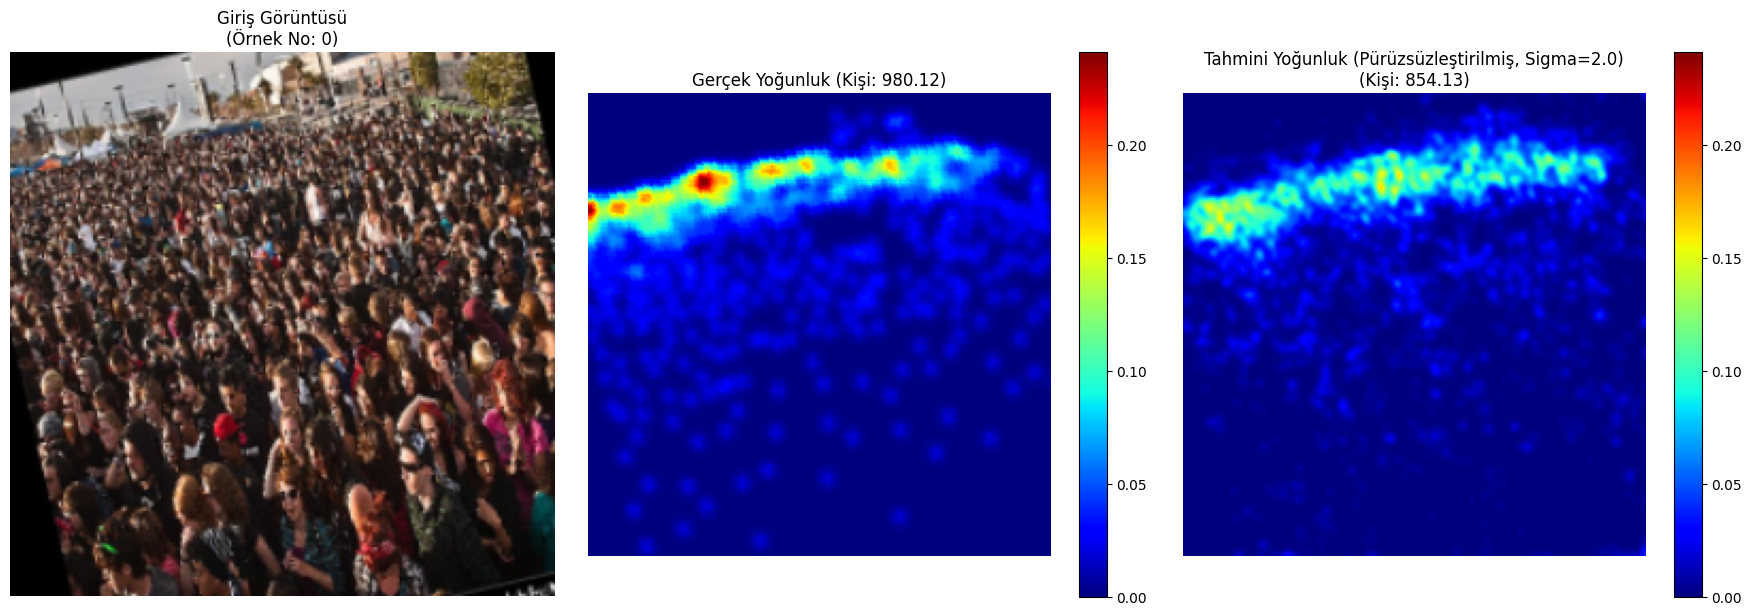 Giriş Görüntüsü
(Örnek No: 0)
Gerçek Yoğunluk (Kişi: 980.12)
0.20
0.15
0.10
0.05
0.00
Tahmini Yoğunluk (Pürüzsüzleştirilmiş, Sigma=2.0)
(Kişi: 854.13)
0.20
0.15
0.10
0.05
0.00